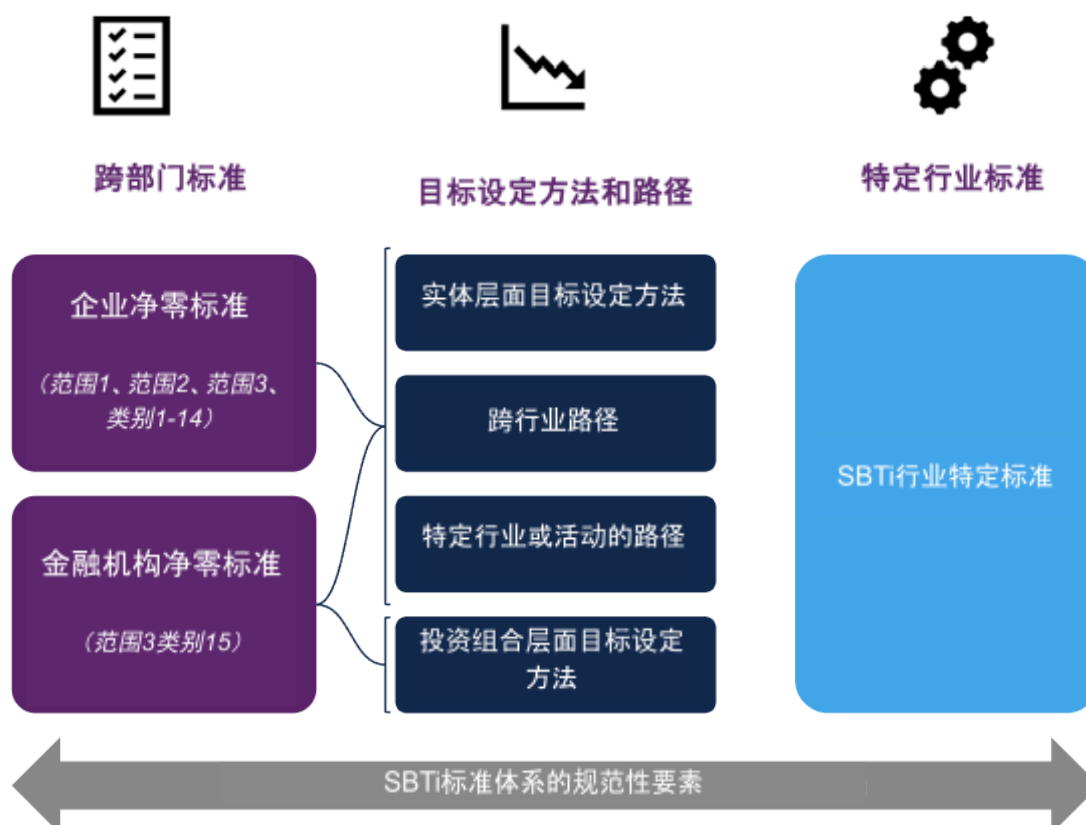 跨部门标准
目标设定方法和路径
特定行业标准
企业净零标准
（范围1、范围2、范围3、
类别1-14）
金融机构净零标准
（范围3类别15）
实体层面目标设定方法
跨行业路径
特定行业或活动的路径
投资组合层面目标设定
方法
SBTi行业特定标准
SBTi标准体系的规范性要素